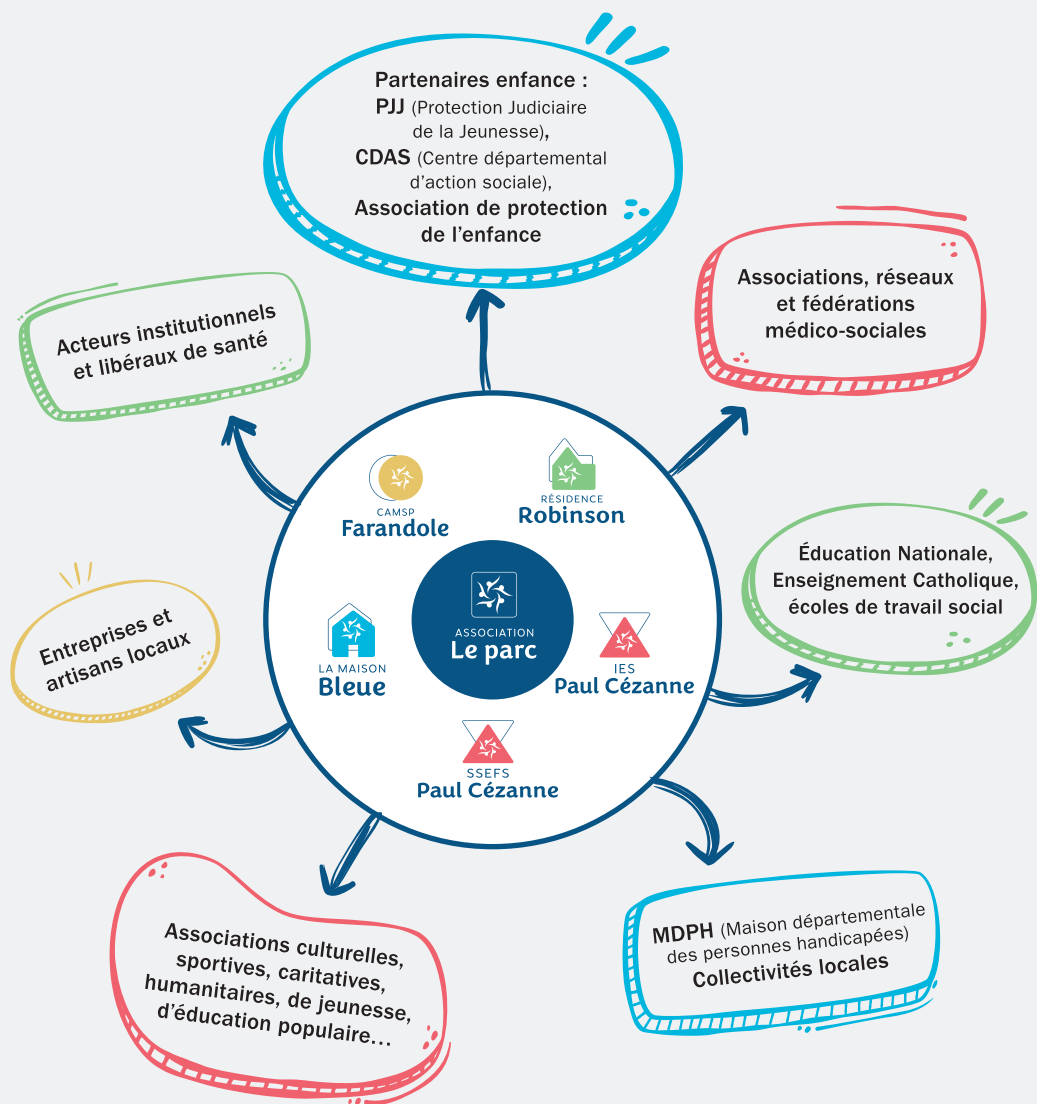 Partenaires enfance :
PJJ (Protection Judiciaire
de la Jeunesse),
CDAS (Centre départemental
d'action sociale),
Association de protection
de l'enfance
Associations, réseaux
et fédérations
médico-sociales
Acteurs institutionnels
et libéraux de santé
CAMSP
Farandole
RÉSIDENCE
Robinson
Éducation Nationale,
Enseignement Catholique,
écoles de travail social
Entreprises et
artisans locaux
ASSOCIATION
Le parc
LA MAISON
Bleue
IES
Paul Cézanne
SSEFS
Paul Cézanne
Associations culturelles,
sportives, caritatives,
humanitaires, de jeunesse,
d'éducation populaire...
MDPH (Maison départementale
des personnes handicapées)
Collectivités locales